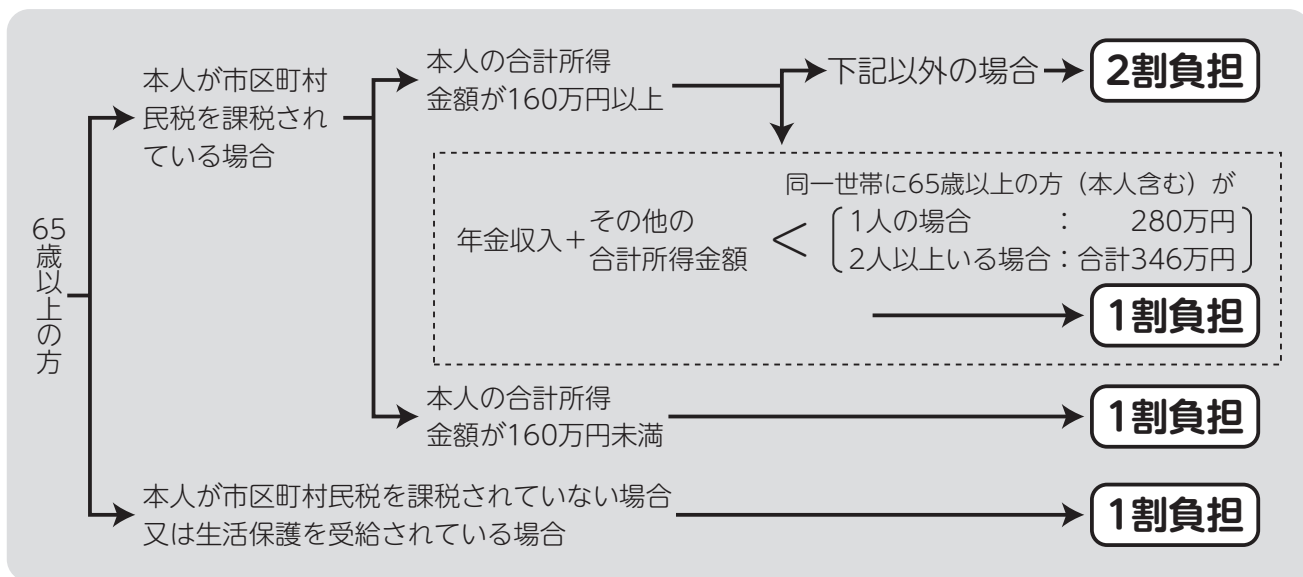 65歳以上の方
本人が市区町村
民税を課税され
ている場合
本人の合計所得
金額が160万円以上
下記以外の場合
2割負担
同一世帯に65歳以上の方（本人含む）が
年金収入＋その他の
合計所得金額
＜
1人の場合　：　280万円
2人以上いる場合：合計346万円
1割負担
本人の合計所得
金額が160万円未満
1割負担
本人が市区町村民税を課税されていない場合
又は生活保護を受給されている場合
1割負担